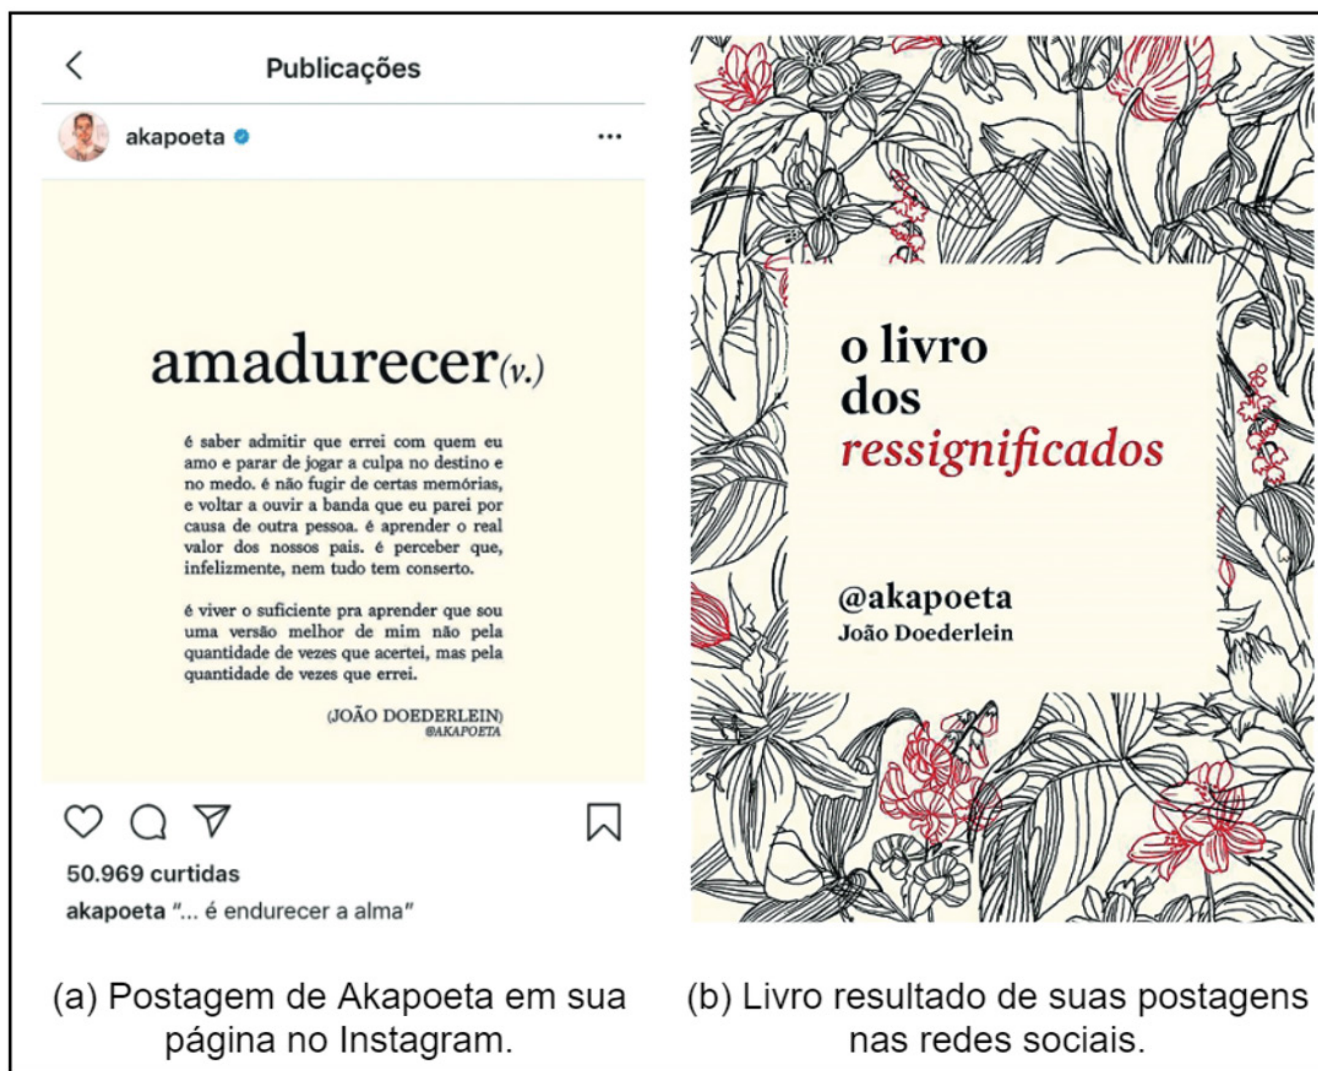 Publicações
akapoeta
amadurecer(v.)
é saber admitir que errei com quem eu
amo e parar de jogar a culpa no destino e
no medo. é não fugir de certas memórias,
e voltar a ouvir a banda que eu parei por
causa de outra pessoa. é aprender o real
valor dos nossos pais. é perceber que,
infelizmente, nem tudo tem conserto.
é viver o suficiente pra aprender que sou
uma versão melhor de mim não pela
quantidade de vezes que acertei, mas pela
quantidade de vezes que errei.
(JOÃO DOEDERLEIN)
@AKAPOETA
50.969 curtidas
akapoeta “... é endurecer a alma”
(a) Postagem de Akapoeta em sua
página no Instagram.
o livro
dos
ressignificados
@akapoeta
João Doederlein
(b) Livro resultado de suas postagens
nas redes sociais.